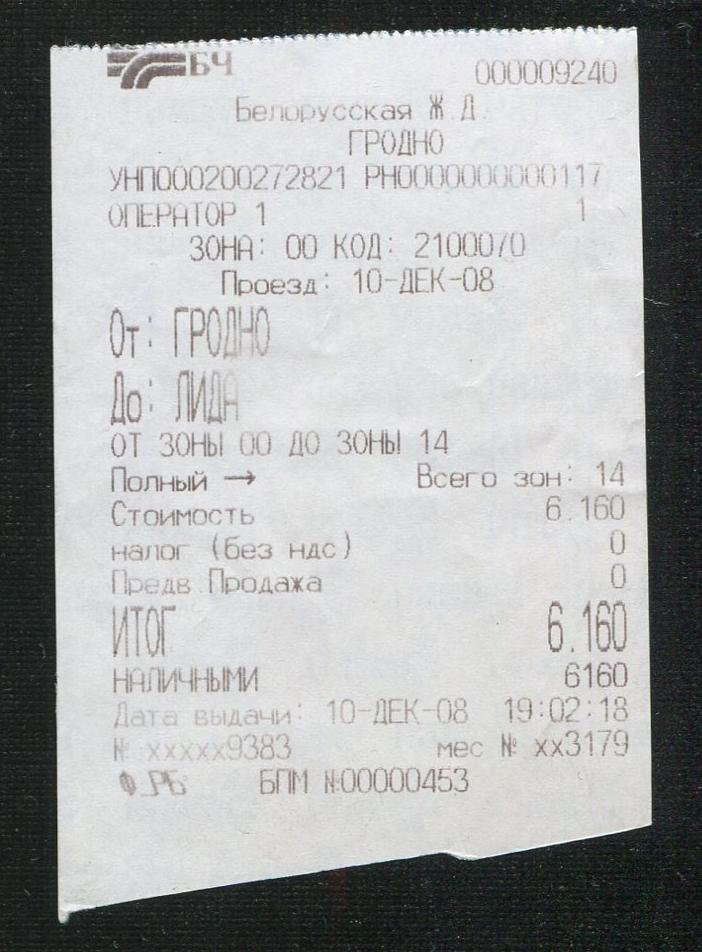 БЧ 000009240
Белорусская Ж.Д.
ГРОДНО
УНП000200272821 РН0000000000117
ОПЕРАТОР 1 1
ЗОНА: 00 КОД: 2100070
Проезд: 10-ДЕК-08
От: ГРОДНО
До: ЛИДА
ОТ ЗОНЫ 00 ДО ЗОНЫ 14
Полный → Всего зон: 14
Стоимость 6.160
налог (без ндс) 0
Предв.Продажа 0
ИТОГ 6.160
НАЛИЧНЫМИ 6160
Дата выдачи: 10-ДЕК-08 19:02:18
№ xxxxx9383 мес № xx3179
БПМ №00000453